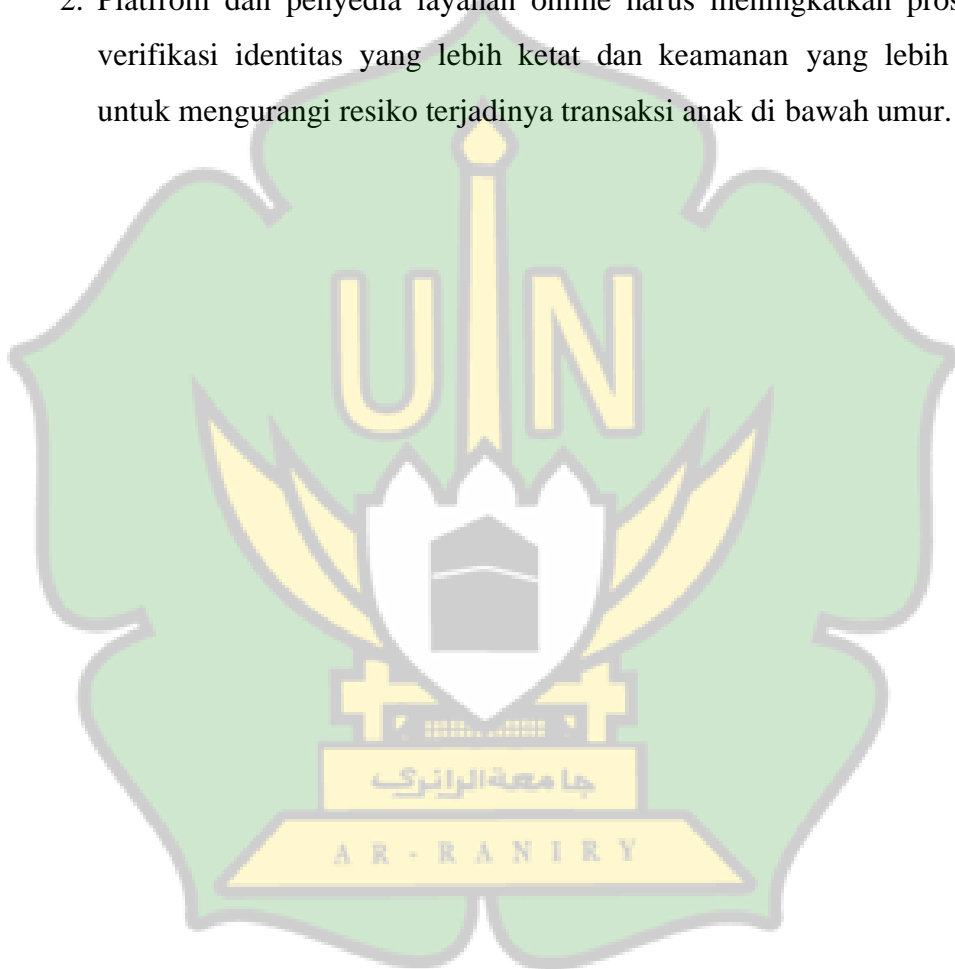 2. Platfrom dan penyedia layanan online harus meningkatkan pros
verifikasi identitas yang lebih ketat dan keamanan yang lebih
untuk mengurangi resiko terjadinya transaksi anak di bawah umur.
UIN
جامعة الرانري
AR-RANIRY